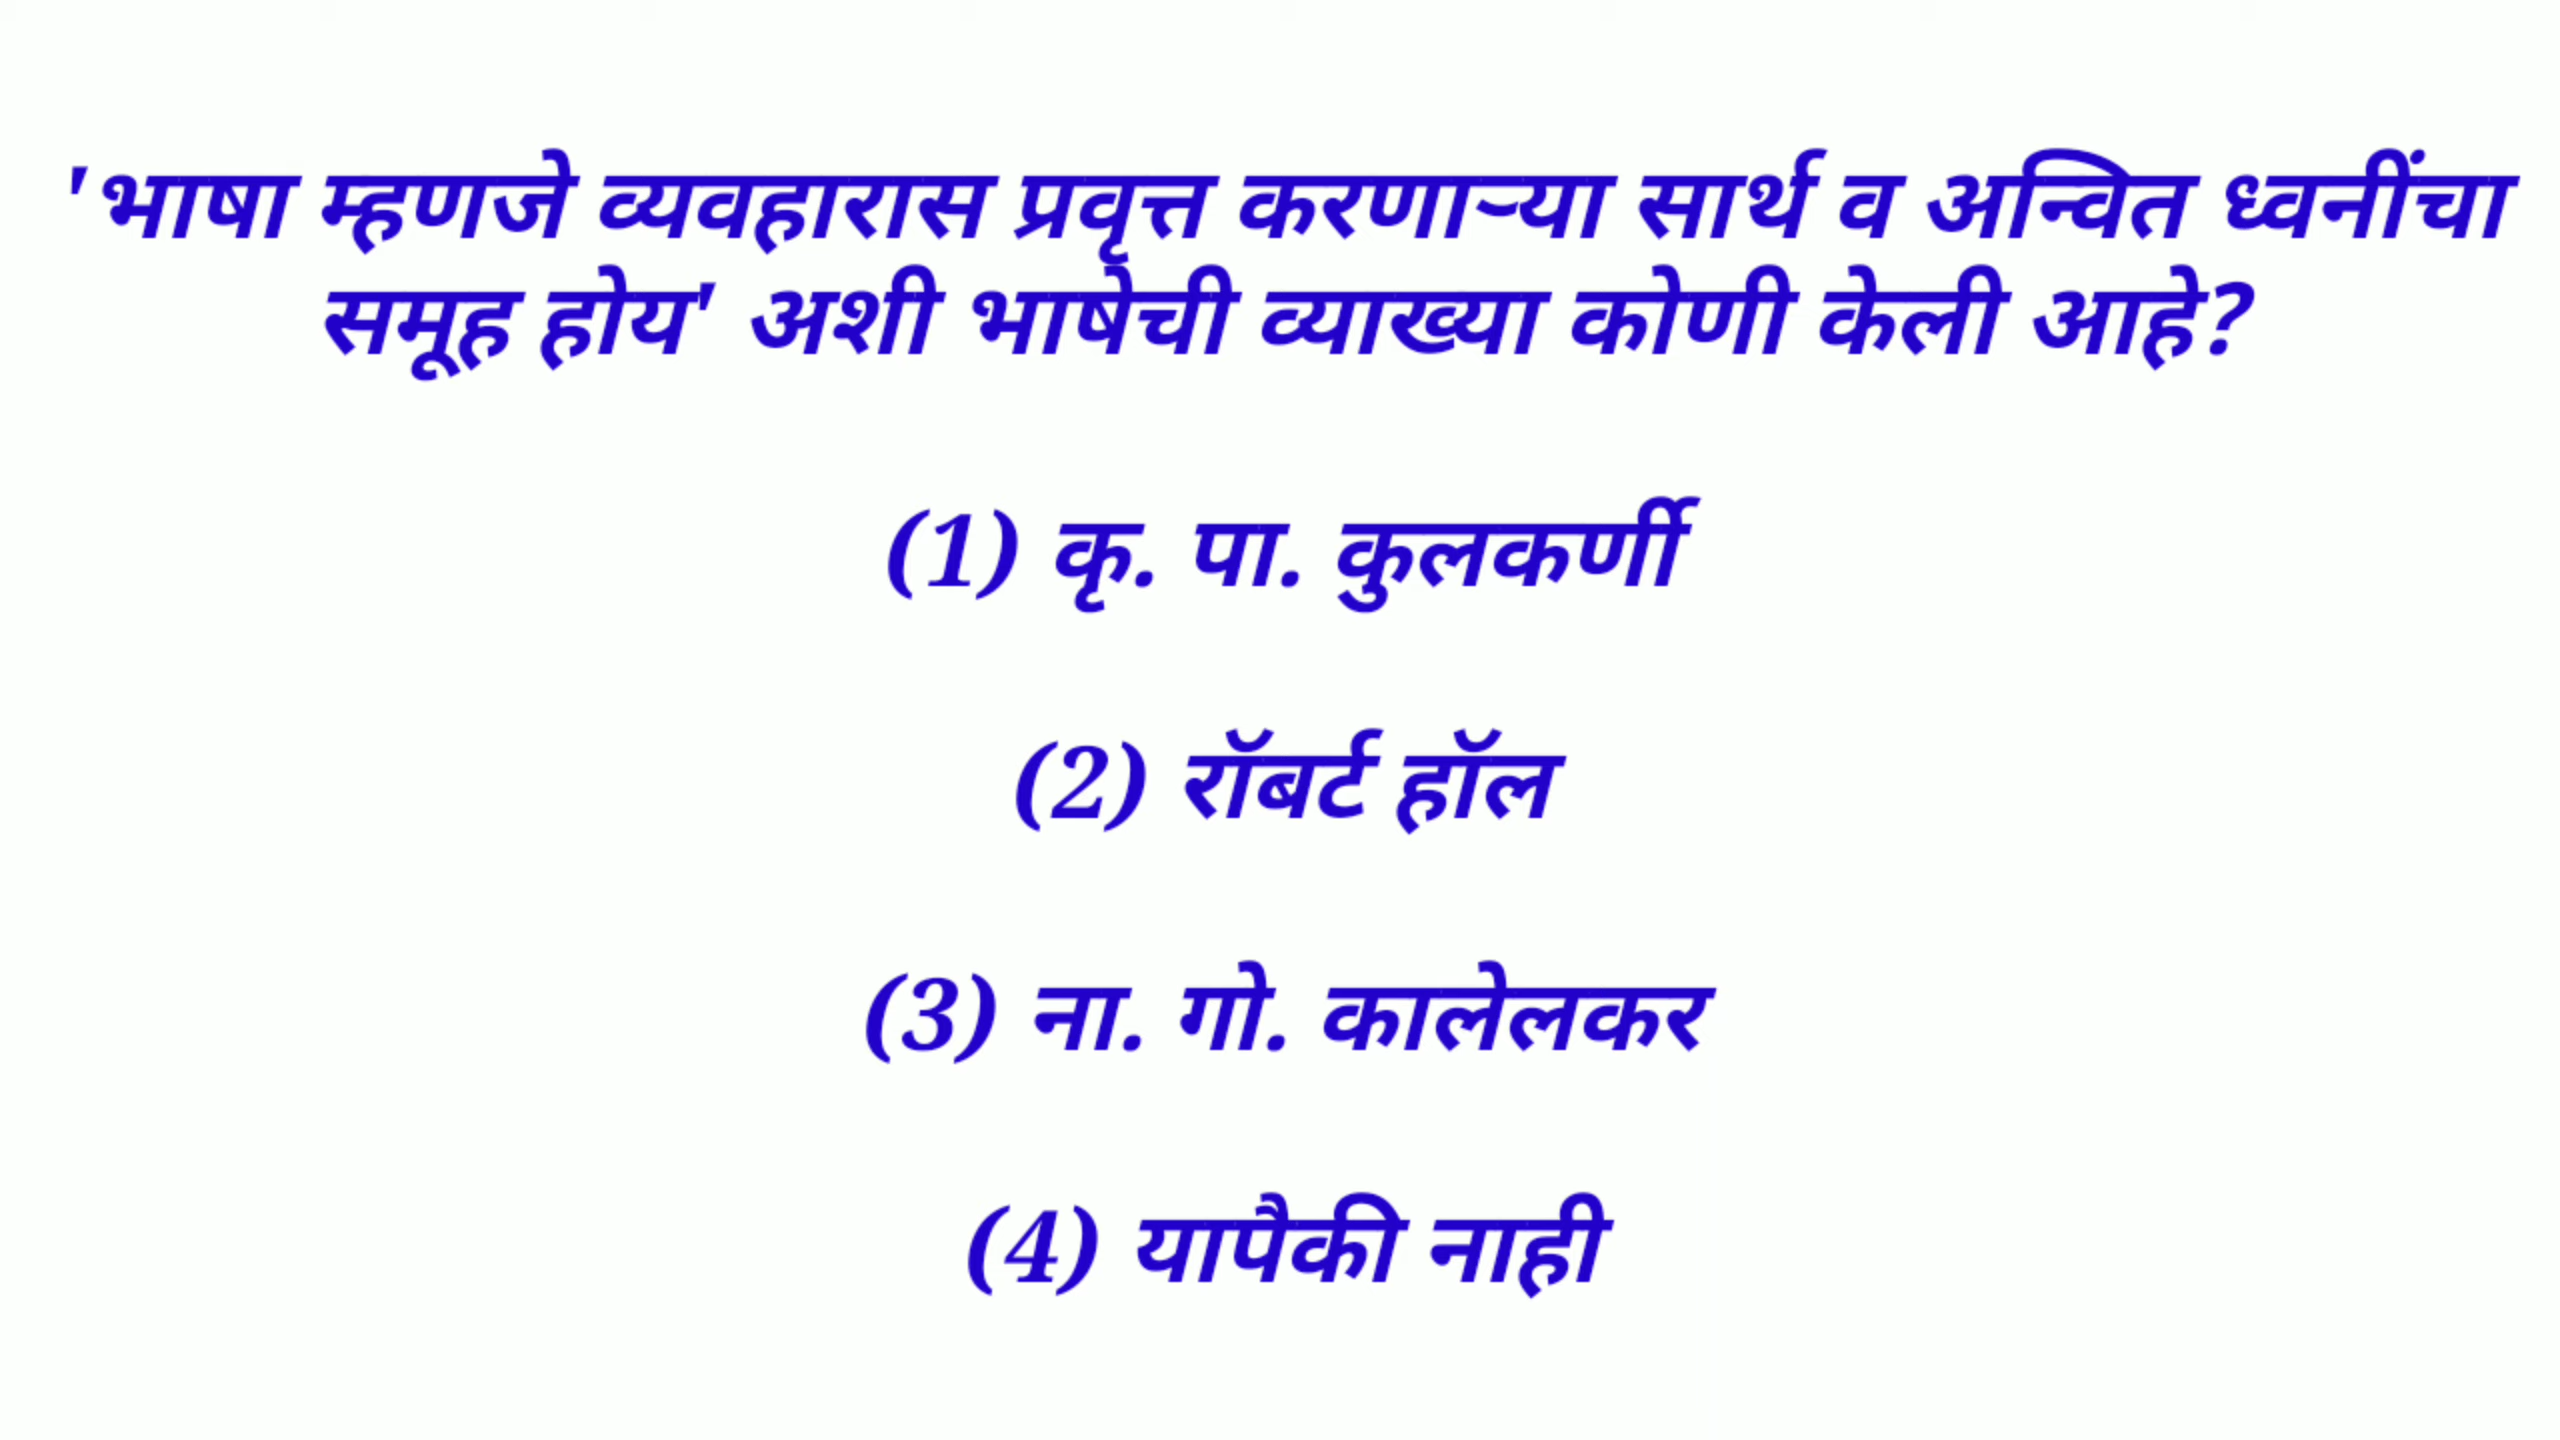 'भाषा म्हणजे व्यवहारास प्रवृत्त करणाऱ्या सार्थ व अन्वित ध्वनींचा
समूह होय' अशी भाषेची व्याख्या कोणी केली आहे?
(1) कृ. पा. कुलकर्णी
(2) रॉबर्ट हॉल
(3) ना. गो. कालेलकर
(4) यापैकी नाही